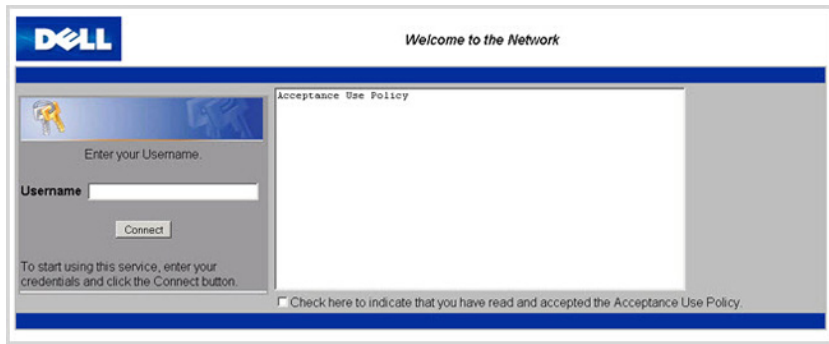 DELL
Welcome to the Network
Acceptance Use Policy
Enter your Username.
Username
Connect
To start using this service, enter your
credentials and click the Connect button.
Check here to indicate that you have read and accepted the Acceptance Use Policy.